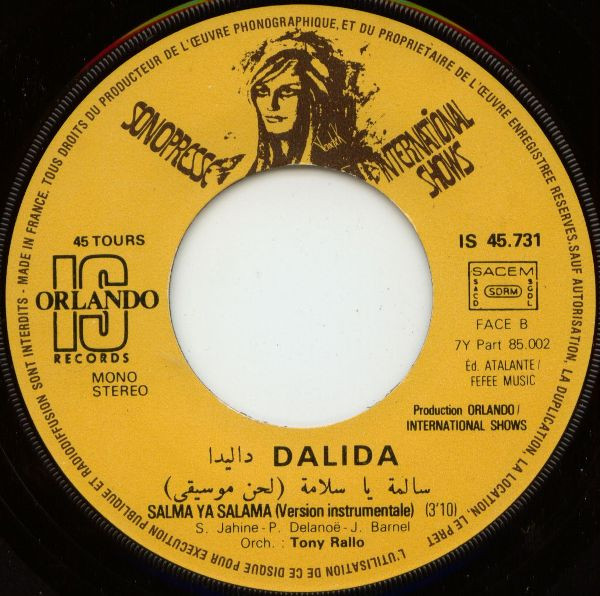 MADE IN FRANCE. TOUS DROITS DU PRODUCTEUR DE L'ŒUVRE PHONOGRAPHIQUE, ET DU PROPRIETAIRE DE L'ŒUVRE ENREGISTREE RESERVES. SAUF AUTORISATION, LA DUPLICATION, LA LOCATION, LE PRET L'UTILISATION DE CE DISQUE POUR EXECUTION PUBLIQUE ET RADIODIFFUSION SONT INTERDITS -
SONOPRESSE
INTERNATIONAL SHOWS
45 TOURS
IS
ORLANDO
RECORDS
MONO
STEREO
IS 45.731
SACEM
SACD SDRM SGDL
FACE B
7Y Part 85.002
Éd. ATALANTE/
FEFEE MUSIC
Production ORLANDO/
INTERNATIONAL SHOWS
داليدا DALIDA
سالمة يا سلامة (لحن موسيقى)
SALMA YA SALAMA (Version instrumentale) (3'10)
S. Jahine - P. Delanoë - J. Barnel
Orch. : Tony Rallo